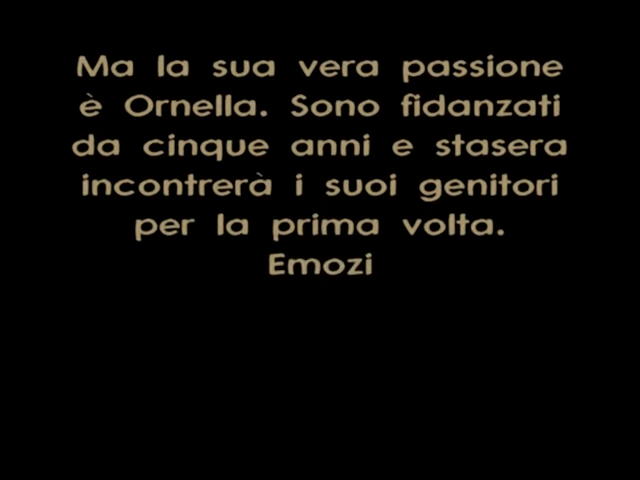 Ma la sua vera passione
è Ornella. Sono fidanzati
da cinque anni e stasera
incontrerà i suoi genitori
per la prima volta.
Emozi